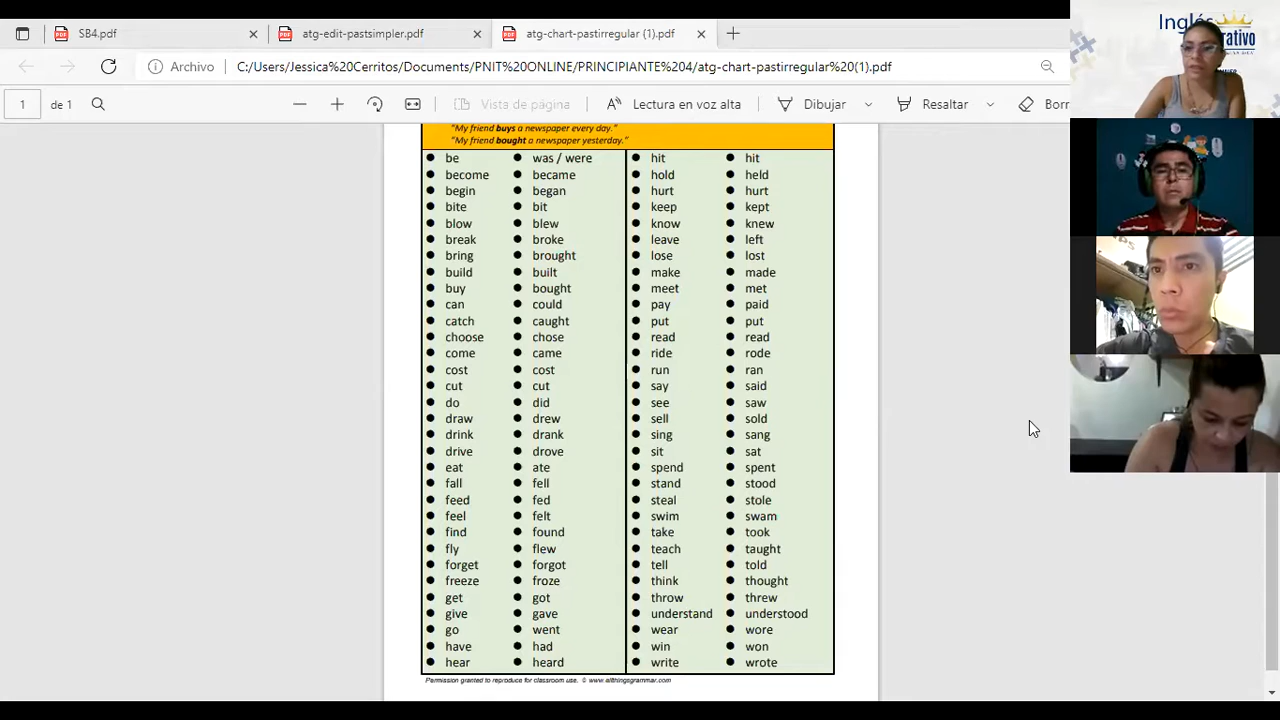 SB4.pdf
atg-edit-pastsimpler.pdf
atg-chart-pastirregular (1).pdf
Archivo
C:/Users/Jessica%20Cerritos/Documents/PNIT%20ONLINE/PRINCIPIANTE%204/atg-chart-pastirregular%20(1).pdf
1 de 1
Vista de página
Lectura en voz alta
Dibujar
Resaltar
Borr
Inglés
rativo
"My friend buys a newspaper every day."
"My friend bought a newspaper yesterday."
be was / were hit hit
become became hold held
begin began hurt hurt
bite bit keep kept
blow blew know knew
break broke leave left
bring brought lose lost
build built make made
buy bought meet met
can could pay paid
catch caught put put
choose chose read read
come came ride rode
cost cost run ran
cut cut say said
do did see saw
draw drew sell sold
drink drank sing sang
drive drove sit sat
eat ate spend spent
fall fell stand stood
feed fed steal stole
feel felt swim swam
find found take took
fly flew teach taught
forget forgot tell told
freeze froze think thought
get got throw threw
give gave understand understood
go went wear wore
have had win won
hear heard write wrote
Permission granted to reproduce for classroom use. © www.allthingsgrammar.com